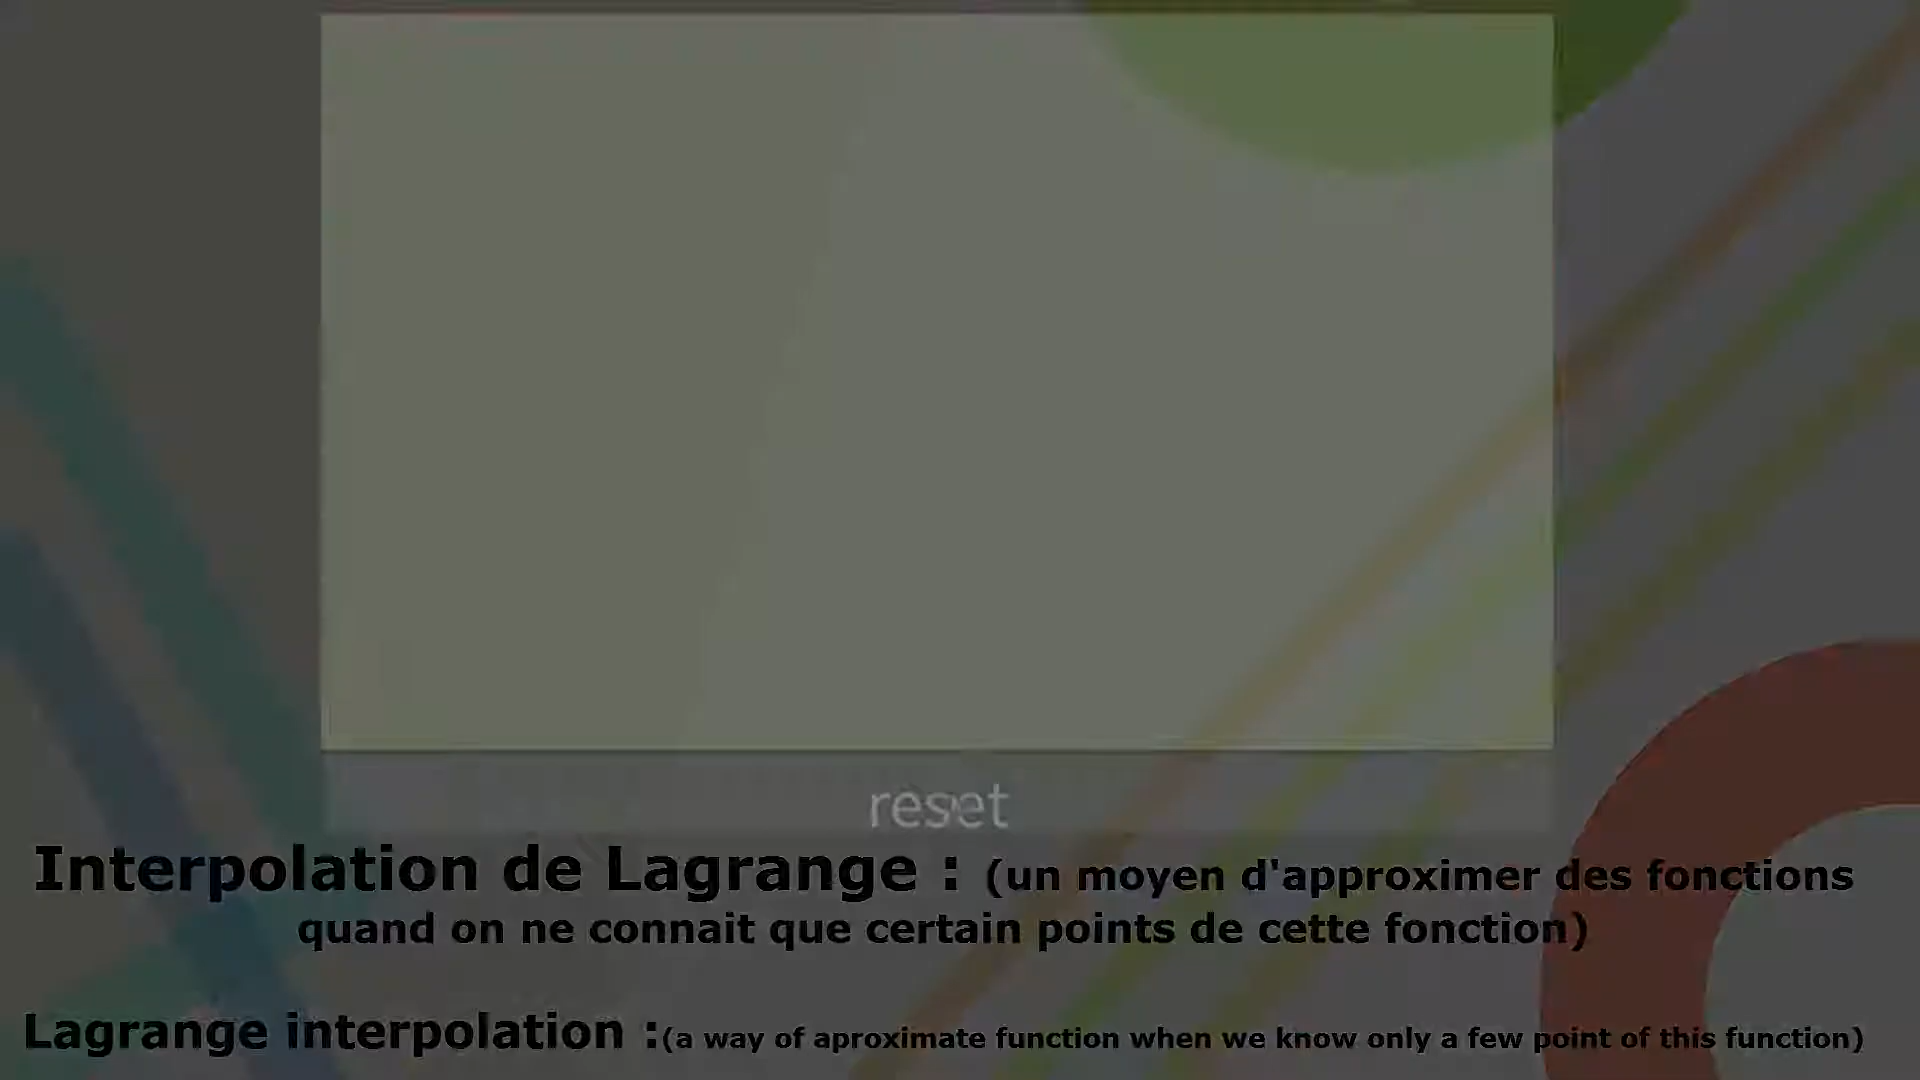 reset
Interpolation de Lagrange : (un moyen d'approximer des fonctions
quand on ne connait que certain points de cette fonction)
Lagrange interpolation :(a way of aproximate function when we know only a few point of this function)